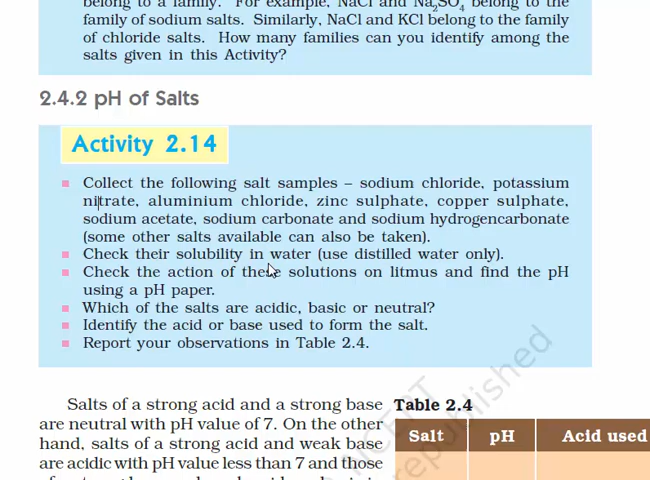 belong to a family. For example, NaCl and Na₂SO₄ belong to the
family of sodium salts. Similarly, NaCl and KCl belong to the family
of chloride salts. How many families can you identify among the
salts given in this Activity?
2.4.2 pH of Salts
Activity 2.14
Collect the following salt samples – sodium chloride, potassium
nitrate, aluminium chloride, zinc sulphate, copper sulphate,
sodium acetate, sodium carbonate and sodium hydrogencarbonate
(some other salts available can also be taken).
Check their solubility in water (use distilled water only).
Check the action of these solutions on litmus and find the pH
using a pH paper.
Which of the salts are acidic, basic or neutral?
Identify the acid or base used to form the salt.
Report your observations in Table 2.4.
Salts of a strong acid and a strong base
are neutral with pH value of 7. On the other
hand, salts of a strong acid and weak base
are acidic with pH value less than 7 and those
Table 2.4
Salt pH Acid used
NCERT
republished